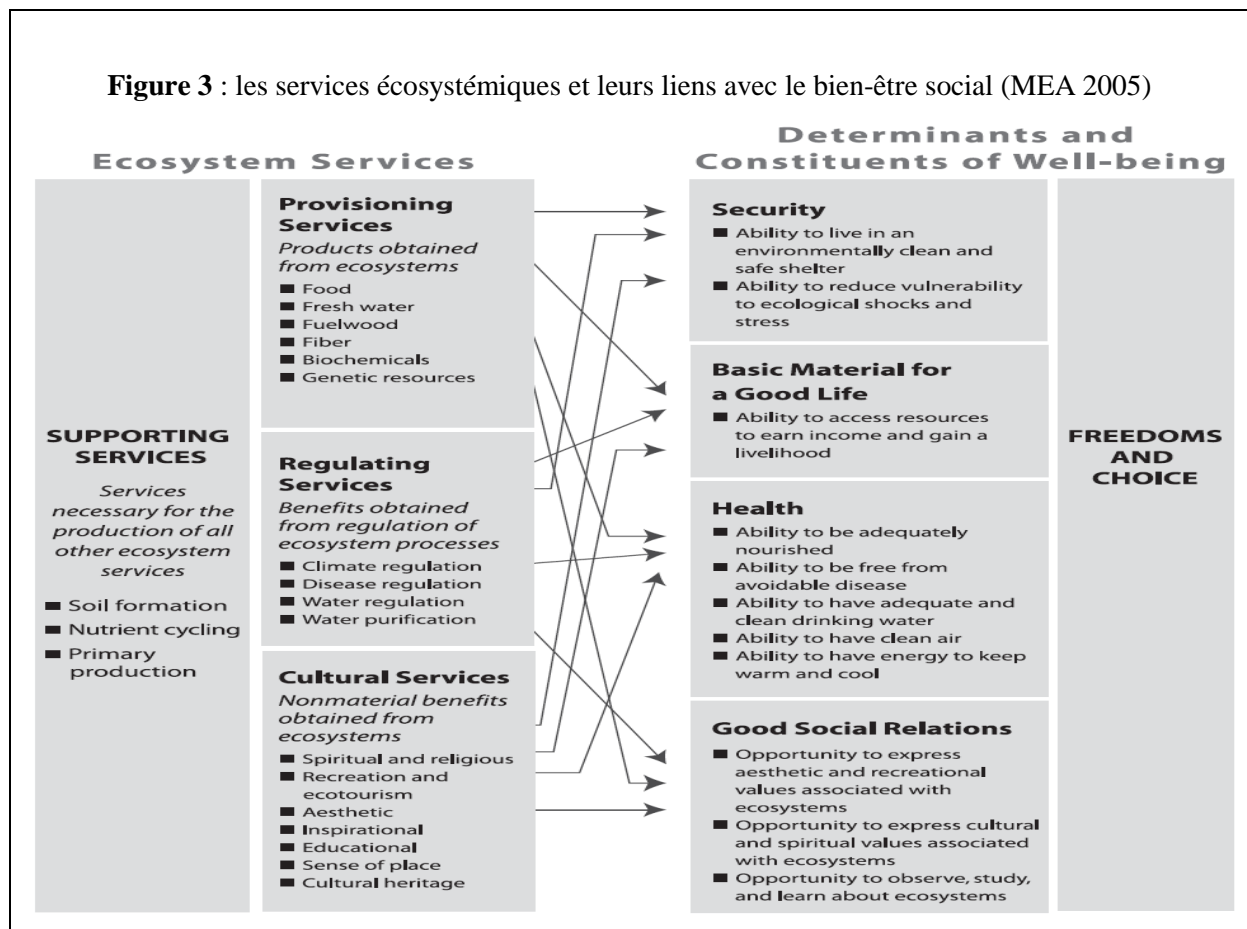 Figure 3 : les services écosystémiques et leurs liens avec le bien-être social (MEA 2005)
Ecosystem Services
Determinants and
Constituents of Well-being
SUPPORTING
SERVICES
Services
necessary for the
production of all
other ecosystem
services
■ Soil formation
■ Nutrient cycling
■ Primary
production
Provisioning
Services
Products obtained
from ecosystems
■ Food
■ Fresh water
■ Fuelwood
■ Fiber
■ Biochemicals
■ Genetic resources
Regulating
Services
Benefits obtained
from regulation of
ecosystem processes
■ Climate regulation
■ Disease regulation
■ Water regulation
■ Water purification
Cultural Services
Nonmaterial benefits
obtained from
ecosystems
■ Spiritual and religious
■ Recreation and
ecotourism
■ Aesthetic
■ Inspirational
■ Educational
■ Sense of place
■ Cultural heritage
Security
■ Ability to live in an
environmentally clean and
safe shelter
■ Ability to reduce vulnerability
to ecological shocks and
stress
Basic Material for
a Good Life
■ Ability to access resources
to earn income and gain a
livelihood
Health
■ Ability to be adequately
nourished
■ Ability to be free from
avoidable disease
■ Ability to have adequate and
clean drinking water
■ Ability to have clean air
■ Ability to have energy to keep
warm and cool
Good Social Relations
■ Opportunity to express
aesthetic and recreational
values associated with
ecosystems
■ Opportunity to express cultural
and spiritual values associated
with ecosystems
■ Opportunity to observe, study,
and learn about ecosystems
FREEDOMS
AND
CHOICE